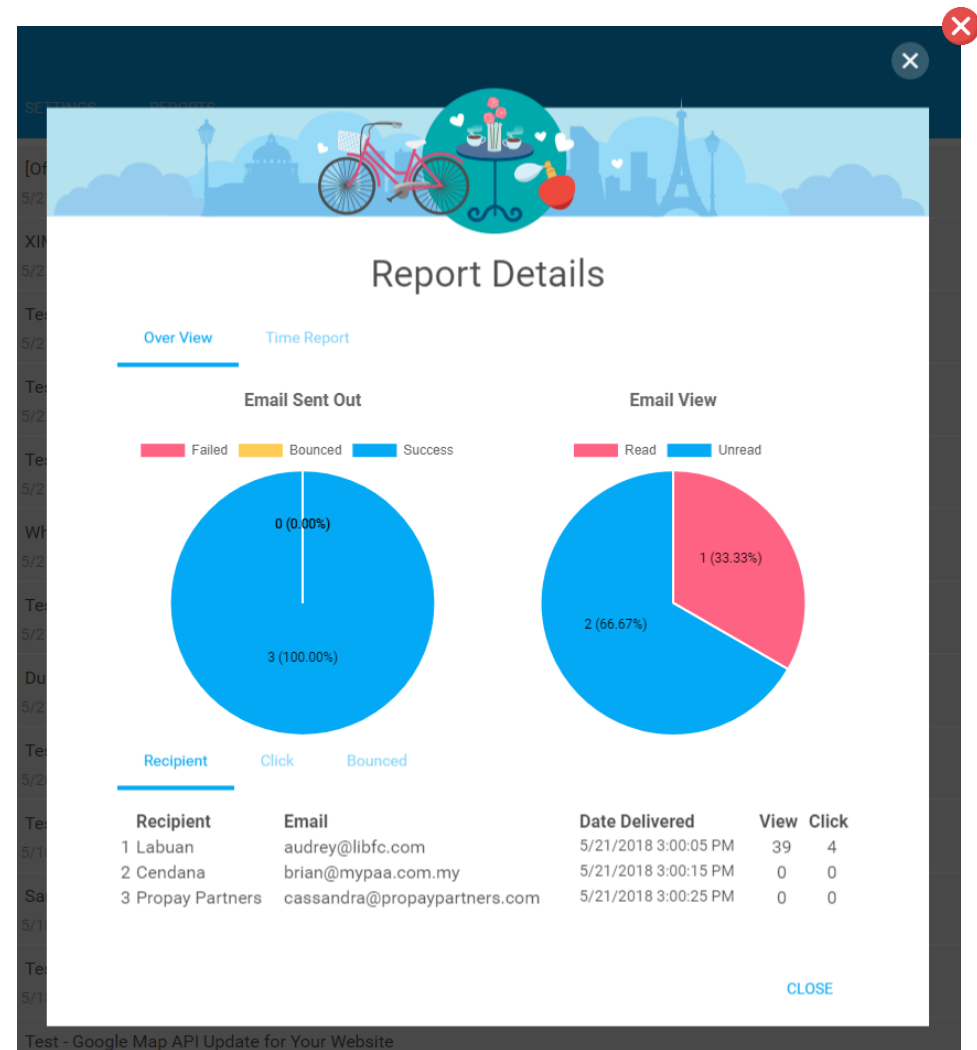 SETTINGS REPORTS
Report Details
Over View Time Report
Email Sent Out Email View
Failed Bounced Success Read Unread
0 (0.00%)
1 (33.33%)
2 (66.67%)
3 (100.00%)
Recipient Click Bounced
Recipient Email Date Delivered View Click
1 Labuan audrey@libfc.com 5/21/2018 3:00:05 PM 39 4
2 Cendana brian@mypaa.com.my 5/21/2018 3:00:15 PM 0 0
3 Propay Partners cassandra@propaypartners.com 5/21/2018 3:00:25 PM 0 0
CLOSE
Test - Google Map API Update for Your Website